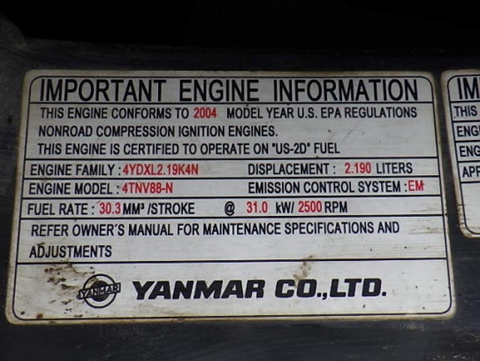 IMPORTANT ENGINE INFORMATION
THIS ENGINE CONFORMS TO 2004 MODEL YEAR U.S. EPA REGULATIONS
NONROAD COMPRESSION IGNITION ENGINES.
THIS ENGINE IS CERTIFIED TO OPERATE ON "US-2D" FUEL
ENGINE FAMILY : 4YDXL2.19K4N DISPLACEMENT : 2.190 LITERS
ENGINE MODEL : 4TNV88-N EMISSION CONTROL SYSTEM : EM
FUEL RATE : 30.3 MM³/STROKE @ 31.0 kW/ 2500 RPM
REFER OWNER'S MANUAL FOR MAINTENANCE SPECIFICATIONS AND
ADJUSTMENTS
YANMAR YANMAR CO.,LTD.
IM
THIS
ENGI
ENGI
APP